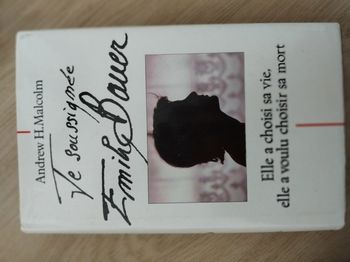 Andrew H. Malcolm
Je soussignée
Emily Bauer
Elle a choisi sa vie,
elle a voulu choisir sa mort